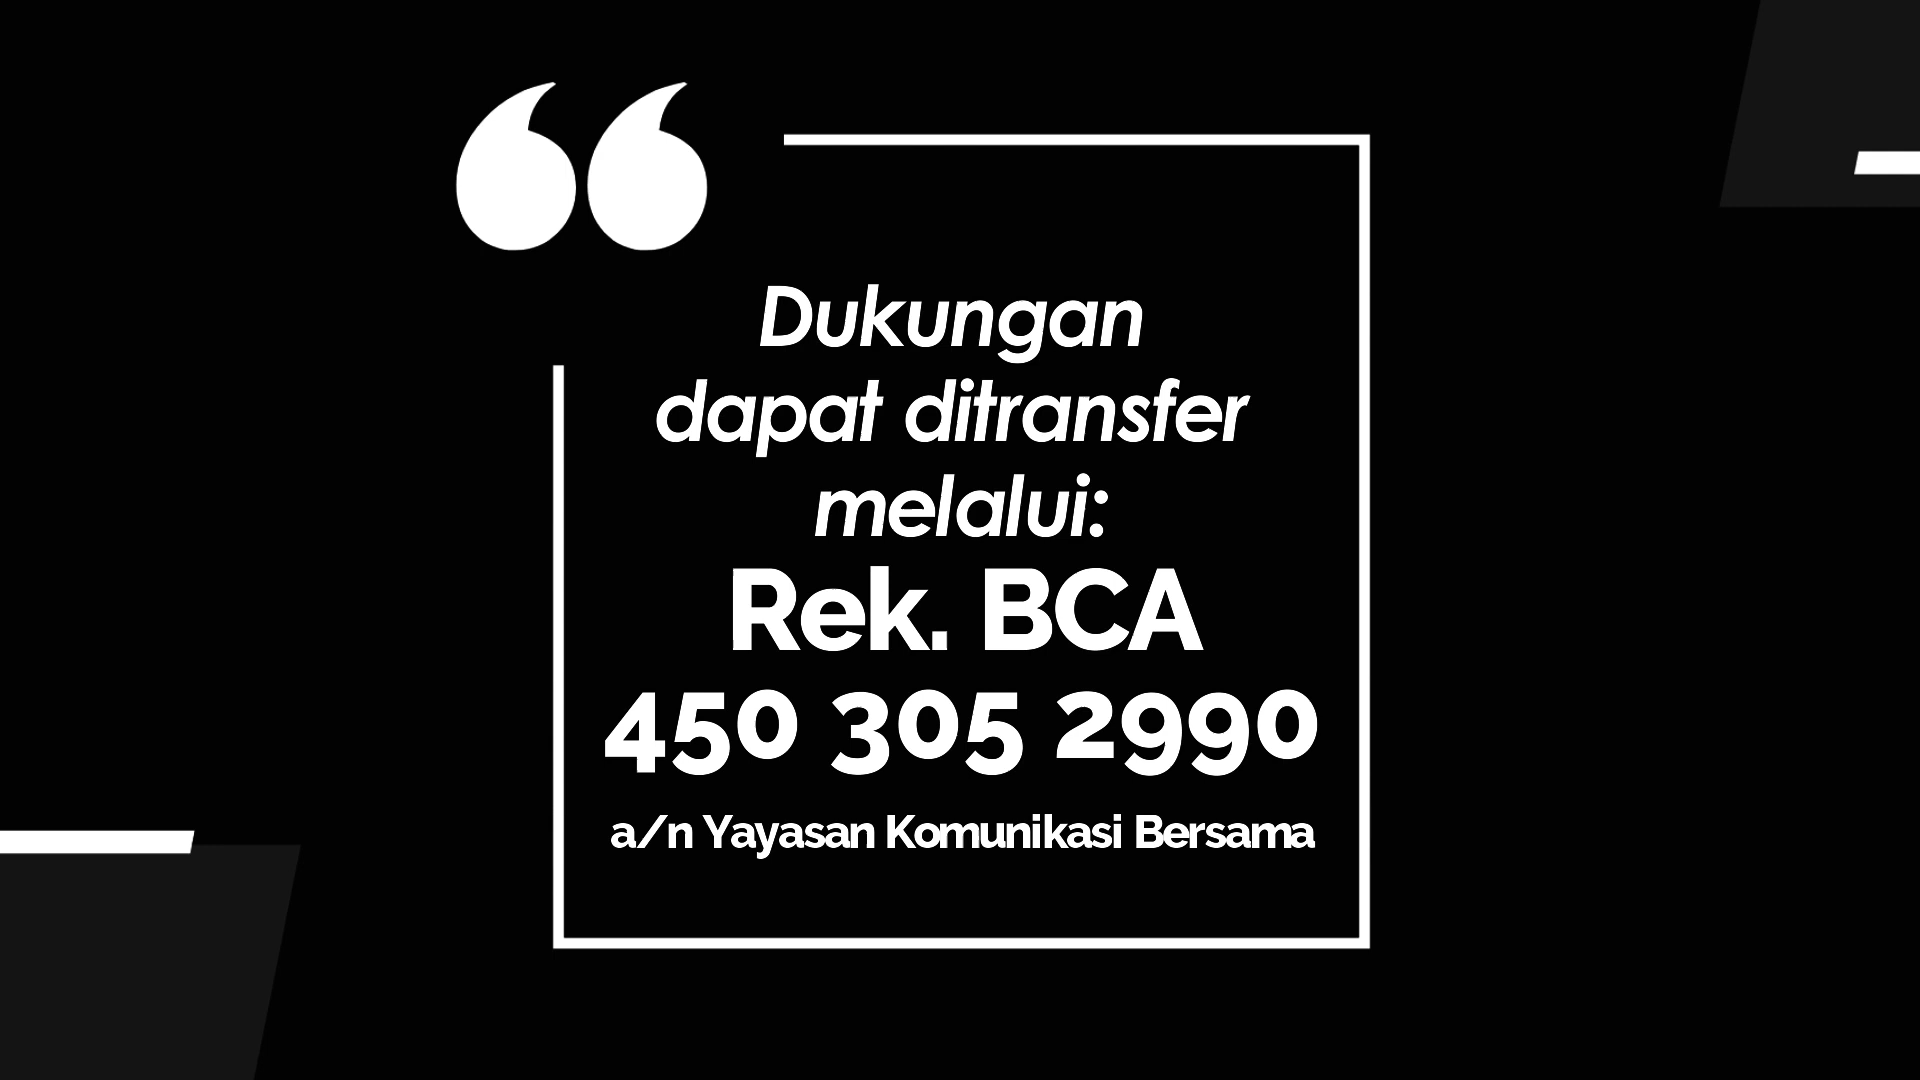 Dukungan
dapat ditransfer
melalui:
Rek. BCA
450 305 2990
a/n Yayasan Komunikasi Bersama